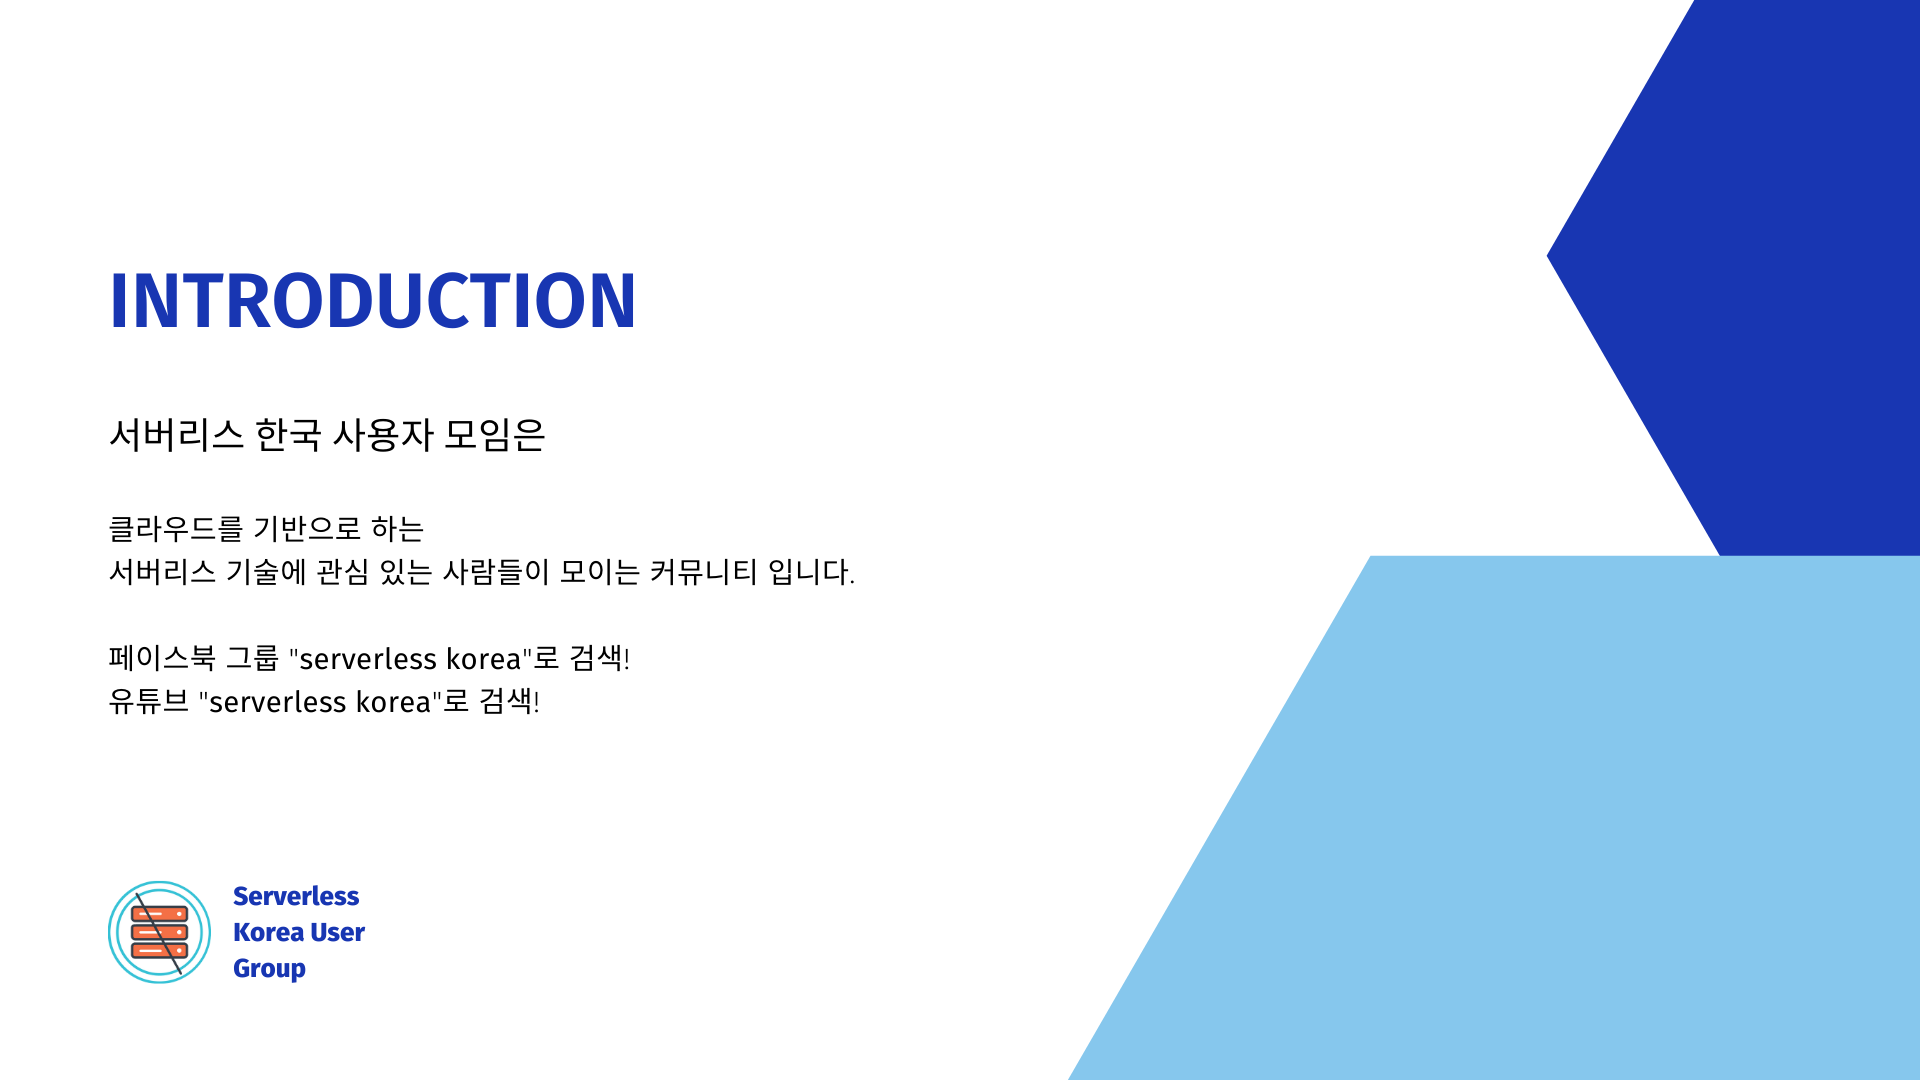 INTRODUCTION
서버리스 한국 사용자 모임은
클라우드를 기반으로 하는
서버리스 기술에 관심 있는 사람들이 모이는 커뮤니티 입니다.
페이스북 그룹 "serverless korea"로 검색!
유튜브 "serverless korea"로 검색!
Serverless
Korea User
Group